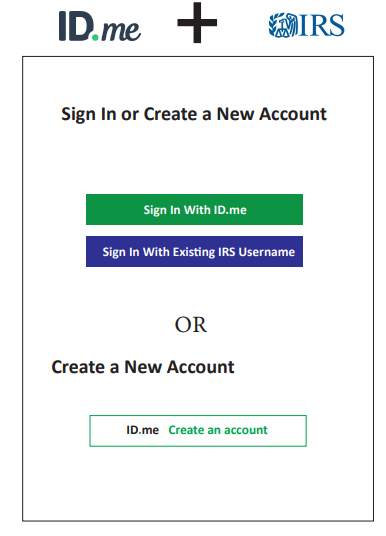 ID.me + IRS
Sign In or Create a New Account
Sign In With ID.me
Sign In With Existing IRS Username
OR
Create a New Account
ID.me Create an account